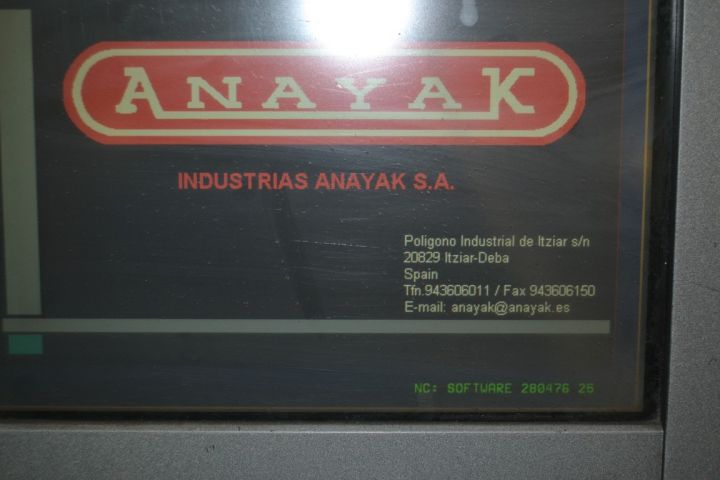 ANAYAK
INDUSTRIAS ANAYAK S.A.
Poligono Industrial de Itziar s/n
20829 Itziar-Deba
Spain
Tfn.943606011 / Fax 943606150
E-mail: anayak@anayak.es
NC: SOFTWARE 280476 26